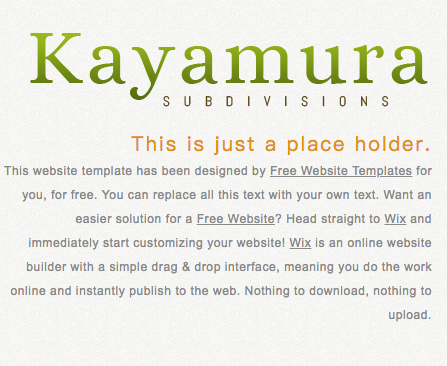 Kayamura
SUBDIVISIONS
This is just a place holder.
This website template has been designed by Free Website Templates for
you, for free. You can replace all this text with your own text. Want an
easier solution for a Free Website? Head straight to Wix and
immediately start customizing your website! Wix is an online website
builder with a simple drag & drop interface, meaning you do the work
online and instantly publish to the web. Nothing to download, nothing to
upload.